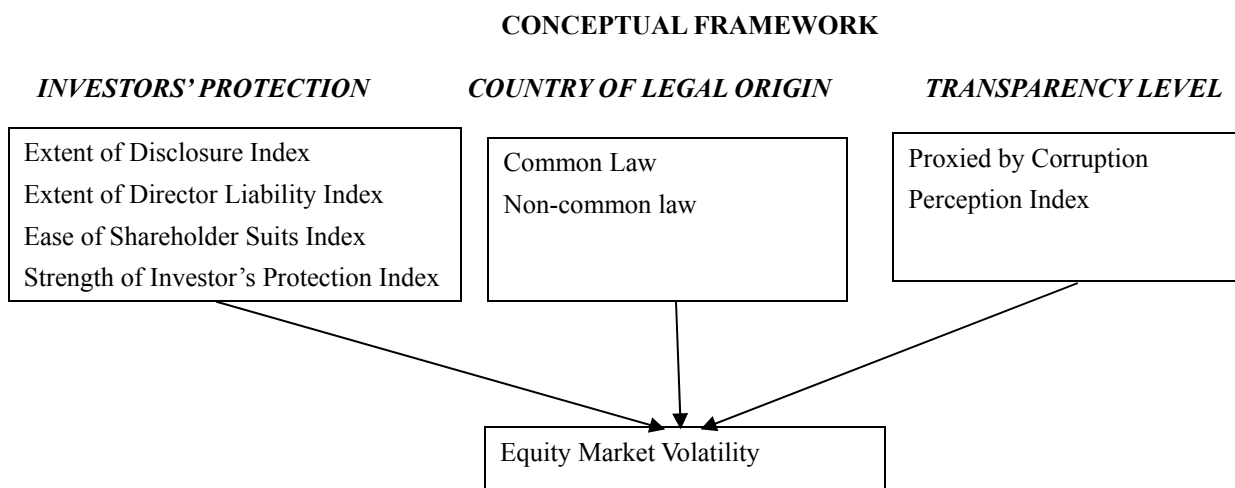 CONCEPTUAL FRAMEWORK
INVESTORS’ PROTECTION
COUNTRY OF LEGAL ORIGIN
TRANSPARENCY LEVEL
Extent of Disclosure Index
Extent of Director Liability Index
Ease of Shareholder Suits Index
Strength of Investor’s Protection Index
Common Law
Non-common law
Proxied by Corruption
Perception Index
Equity Market Volatility